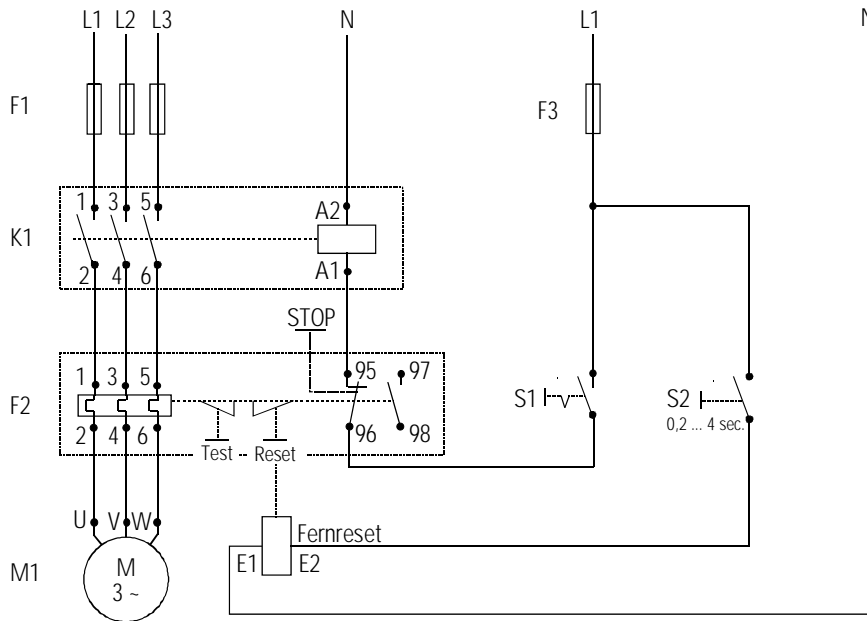 L1 L2 L3 N L1 N
F1 F3
1 3 5 A2
K1
2 4 6 A1
STOP
1 3 5 95 97
F2 S1 S2
2 4 6 96 98 0,2 ... 4 sec.
Test Reset
U V W Fernreset
E1 E2
M1 M
3 ~